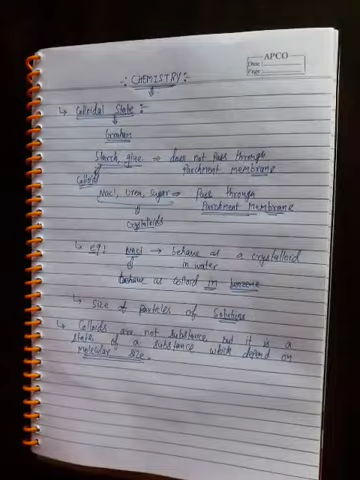 APCO
Date :
Page :
∴ CHEMISTRY ∴
↳ Colloidal State :-
Graham
Starch, glue → does not Pass through
Parchment membrane
Colloid
Nacl, Urea, sugar → Pass through
Parchment Membrane
Crystalloids
↳ eg: Nacl → behave as a crystalloid
in water
behave as colloid in benzene
↳ Size of particles of Solution
↳ Colloids are not substance but it is a
state of a substance which depend on
Molecular size.